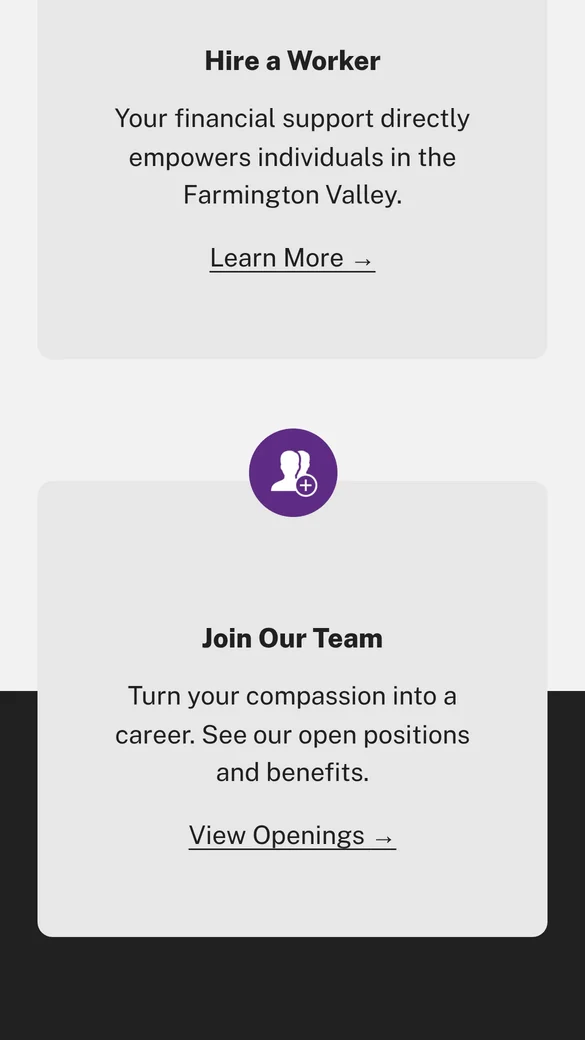 Hire a Worker
Your financial support directly
empowers individuals in the
Farmington Valley.
Learn More →
Join Our Team
Turn your compassion into a
career. See our open positions
and benefits.
View Openings →